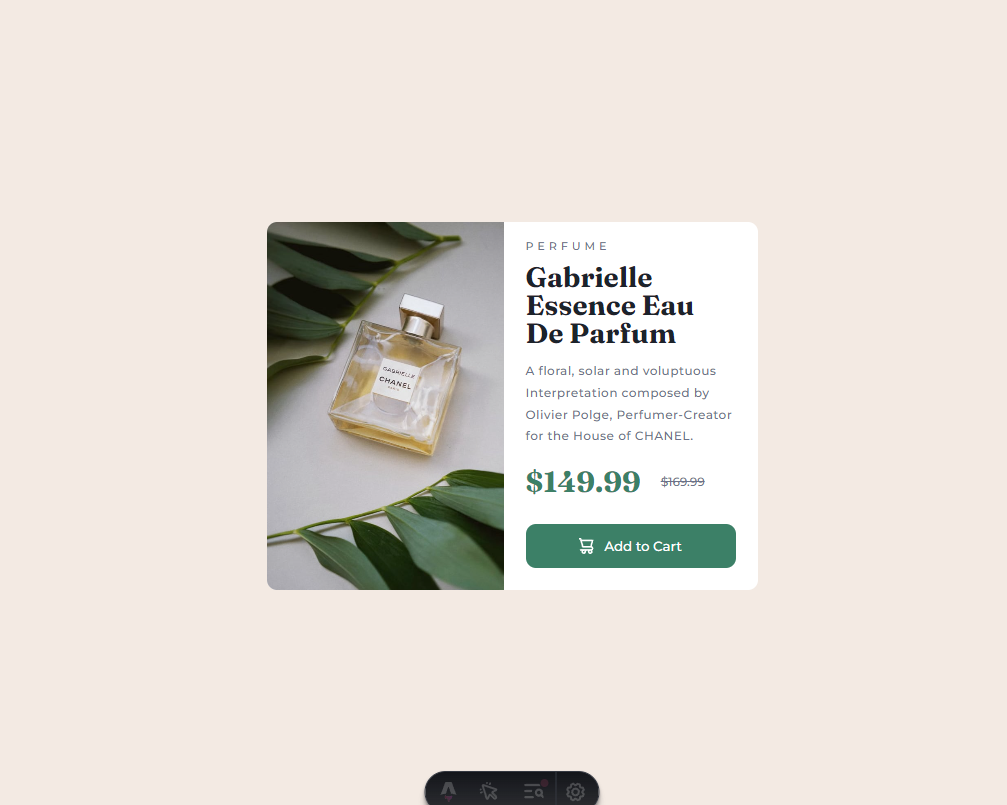 GABRIELLE
CHANEL
PARIS
PERFUME
Gabrielle
Essence Eau
De Parfum
A floral, solar and voluptuous
Interpretation composed by
Olivier Polge, Perfumer-Creator
for the House of CHANEL.
$149.99 $169.99
Add to Cart